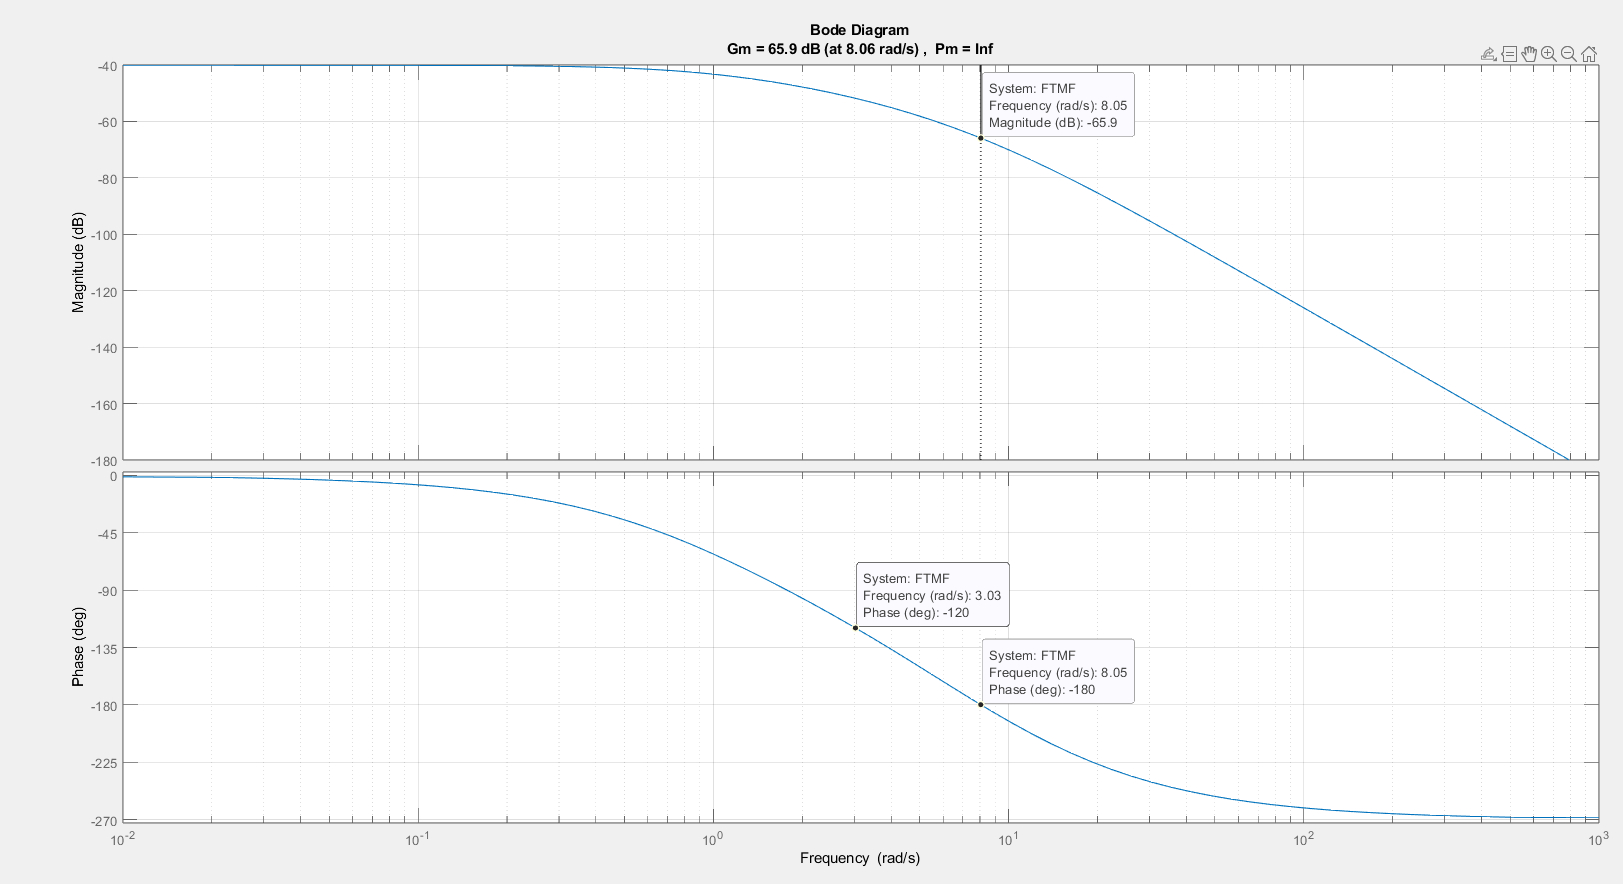 Bode Diagram
Gm = 65.9 dB (at 8.06 rad/s) , Pm = Inf
Magnitude (dB)
-40
-60
-80
-100
-120
-140
-160
-180
System: FTMF
Frequency (rad/s): 8.05
Magnitude (dB): -65.9
Phase (deg)
0
-45
-90
-135
-180
-225
-270
System: FTMF
Frequency (rad/s): 3.03
Phase (deg): -120
System: FTMF
Frequency (rad/s): 8.05
Phase (deg): -180
10⁻² 10⁻¹ 10⁰ 10¹ 10² 10³
Frequency (rad/s)